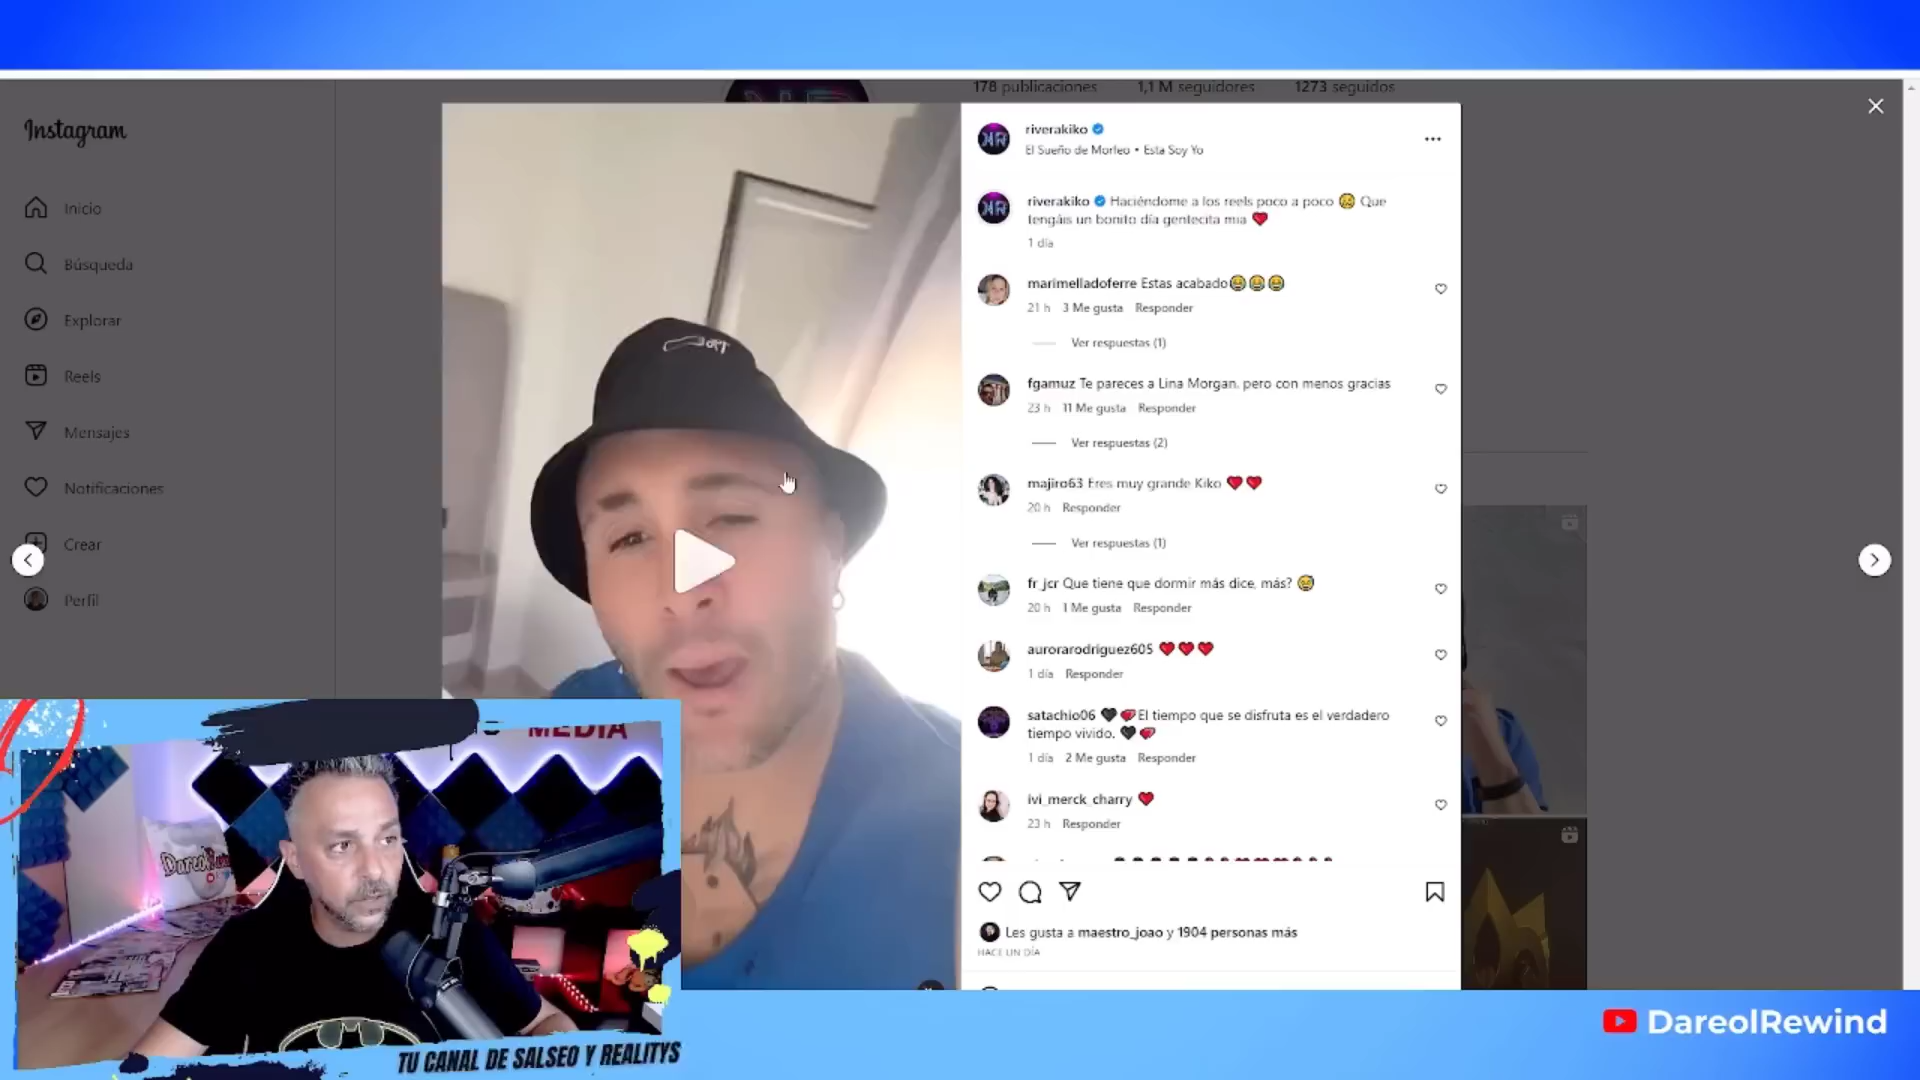 178 publicaciones 1,1 M seguidores 1273 seguidos
Instagram
Inicio
Búsqueda
Explorar
Reels
Mensajes
Notificaciones
Crear
Perfil
riverakiko
El Sueño de Morfeo • Esta Soy Yo
riverakiko Haciéndome a los reels poco a poco 😂 Que
tengáis un bonito día gentecita mia ❤️
1 día
marimelladoferre Estas acabado😂😂😂
21 h 3 Me gusta Responder
Ver respuestas (1)
fgamuz Te pareces a Lina Morgan, pero con menos gracias
23 h 11 Me gusta Responder
Ver respuestas (2)
majiro63 Eres muy grande Kiko ❤️❤️
20 h Responder
Ver respuestas (1)
fr_jcr Que tiene que dormir más dice, más? 😅
20 h 1 Me gusta Responder
aurorarodriguez605 ❤️❤️❤️
1 día Responder
satachio06 🖤💞El tiempo que se disfruta es el verdadero
tiempo vivido. 🖤💞
1 día 2 Me gusta Responder
ivi_merck_charry ❤️
23 h Responder
Les gusta a maestro_joao y 1904 personas más
HACE UN DÍA
MEDIA
TU CANAL DE SALSEO Y REALITYS
DareolRewind